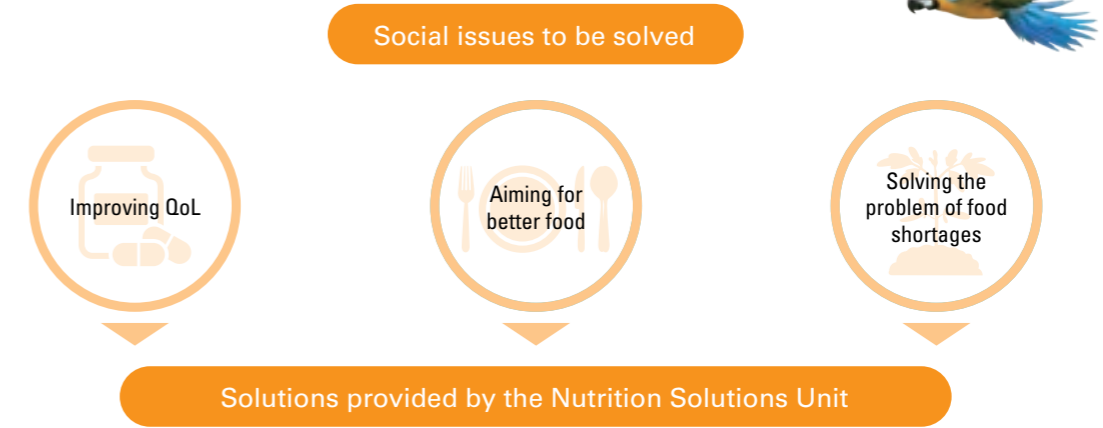 Social issues to be solved
Improving QoL
Aiming for
better food
Solving the
problem of food
shortages
Solutions provided by the Nutrition Solutions Unit